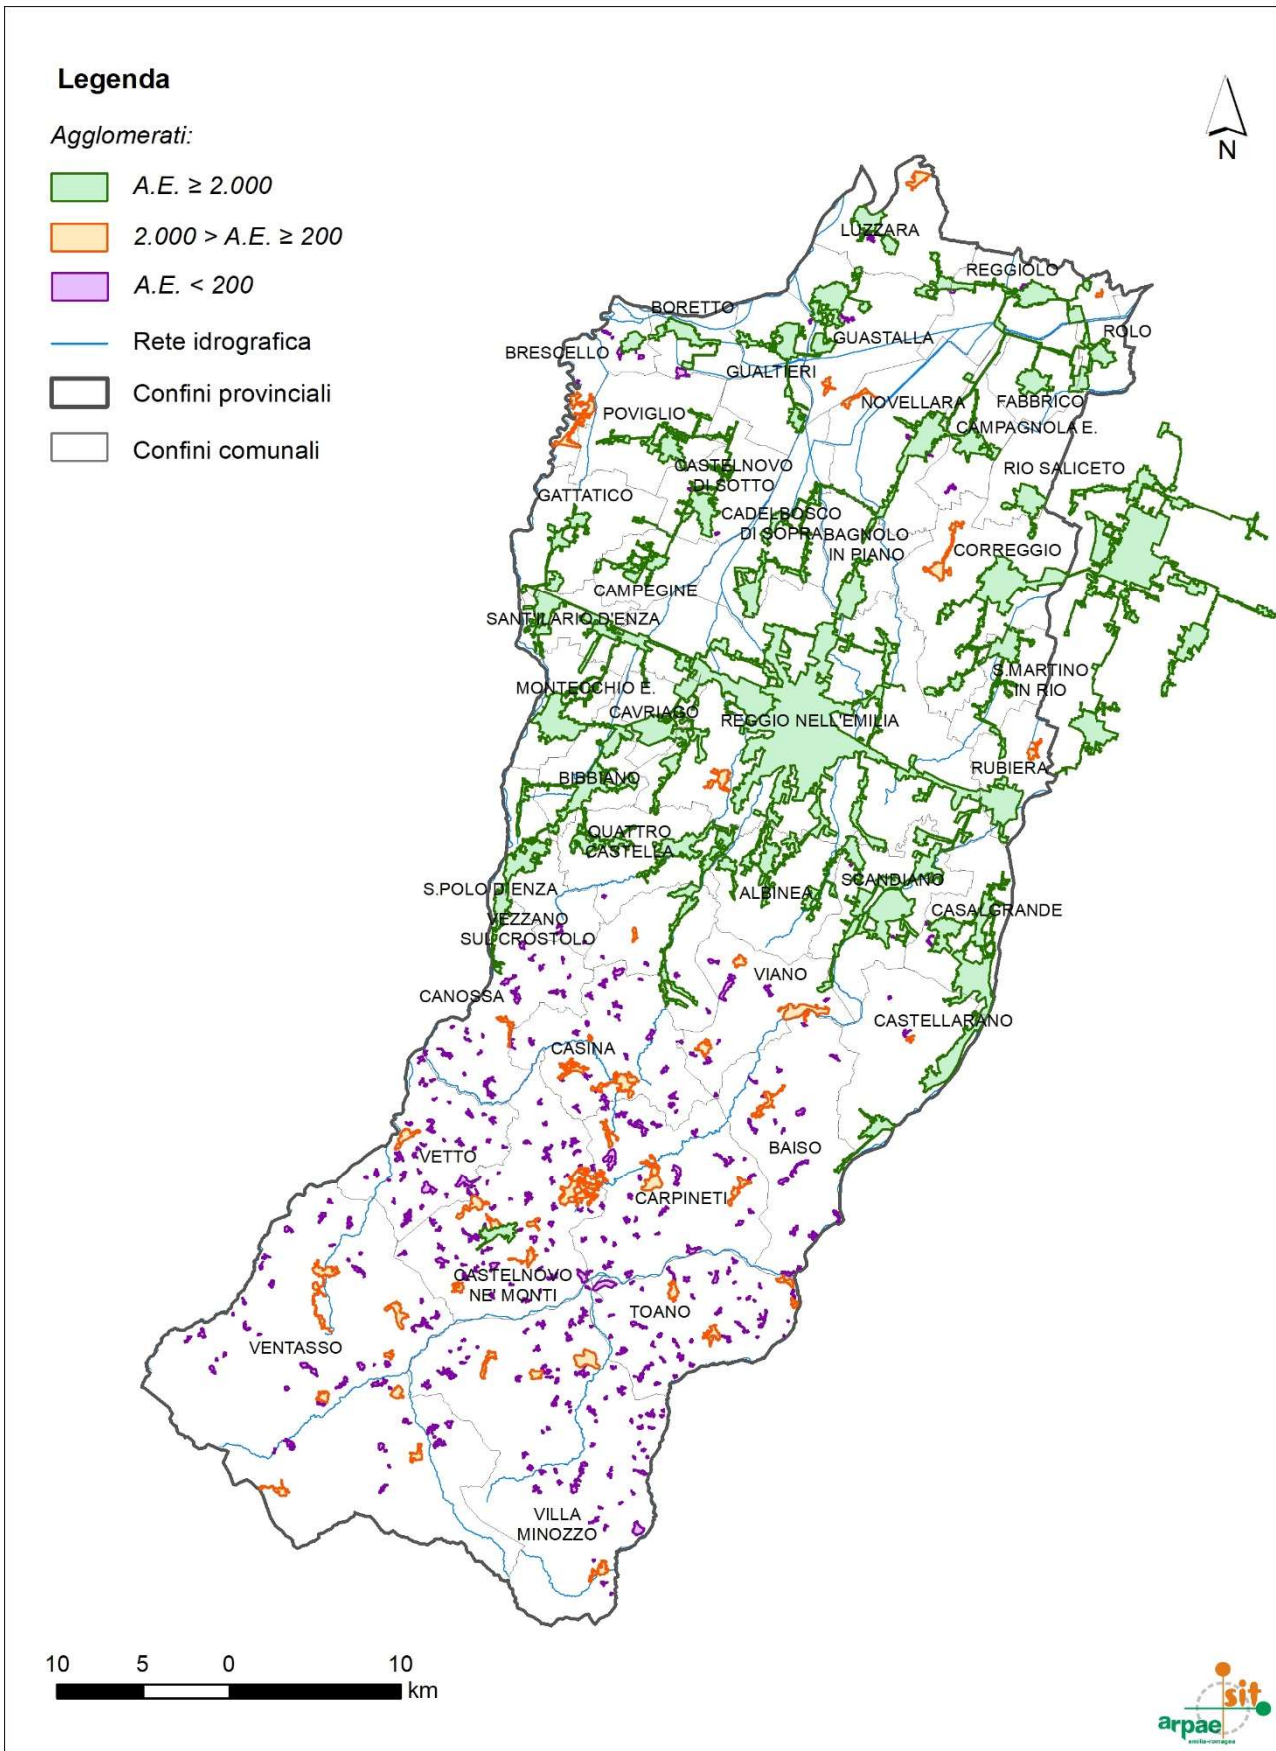 Legenda
Agglomerati:
A.E. ≥ 2.000
2.000 > A.E. ≥ 200
A.E. < 200
Rete idrografica
Confini provinciali
Confini comunali
N
LUZZARA
REGGIOLO
BORETTO
ROLO
GUASTALLA
BRESCELLO
GUALTIERI
NOVELLARA
FABBRICO
POVIGLIO
CAMPAGNOLA E.
CASTELNOVO
DI SOTTO
RIO SALICETO
GATTATICO
CADELBOSCO
DI SOPRA
BAGNOLO
IN PIANO
CORREGGIO
CAMPEGINE
SANT'ILARIO D'ENZA
S.MARTINO
IN RIO
MONTECCHIO E.
CAVRIAGO
REGGIO NELL'EMILIA
RUBIERA
BIBBIANO
QUATTRO
CASTELLA
S.POLO D'ENZA
ALBINEA
SCANDIANO
CASALGRANDE
VEZZANO
SUL CROSTOLO
VIANO
CANOSSA
CASTELLARANO
CASINA
VETTO
BAISO
CARPINETI
CASTELNOVO
NE MONTI
TOANO
VENTASSO
VILLA
MINOZZO
10 5 0 10
km
sit
arpae
emilia-romagna